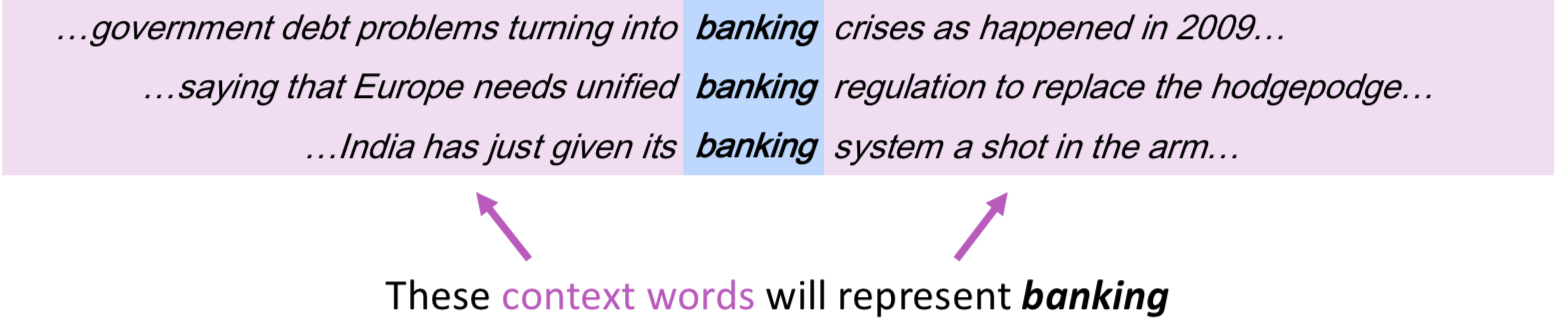 …government debt problems turning into banking crises as happened in 2009…
…saying that Europe needs unified banking regulation to replace the hodgepodge…
…India has just given its banking system a shot in the arm…
These context words will represent banking